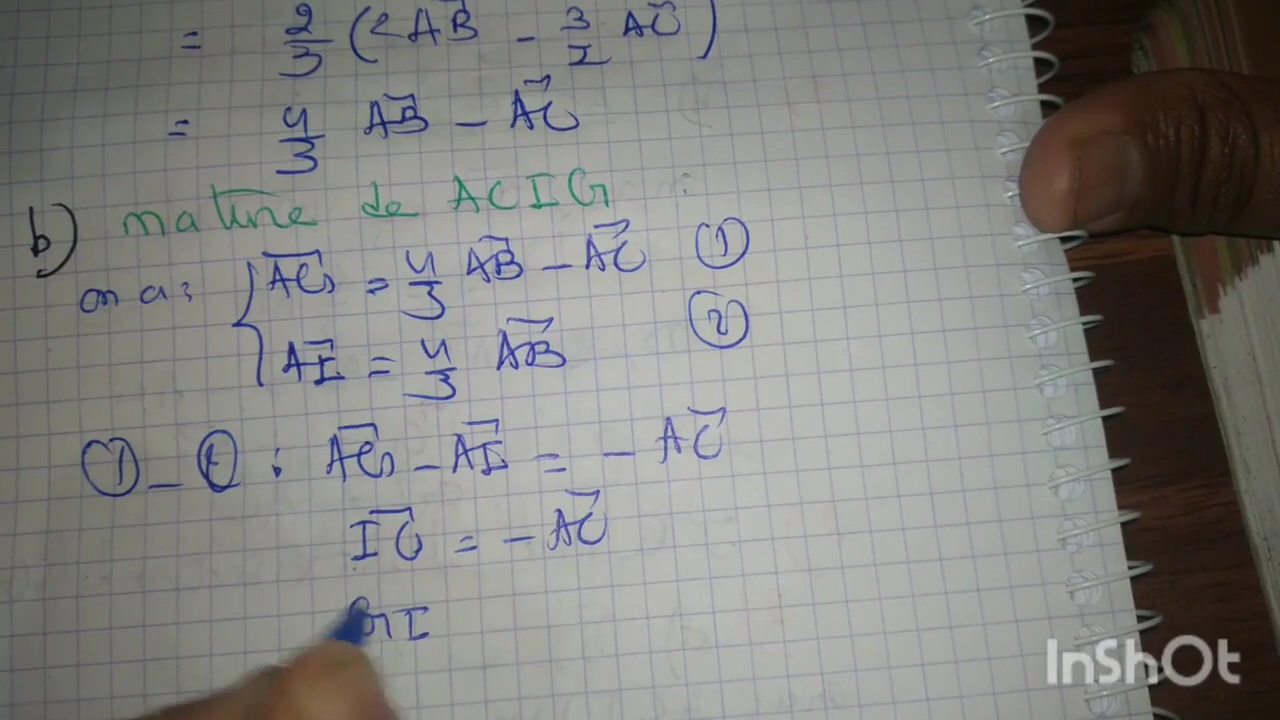 = 2/3 (2AB⃗ - 3/2 AC⃗)
= 4/3 AB⃗ - AC⃗
b) nature de ACIG :
on a : { AG⃗ = 4/3 AB⃗ - AC⃗ ①
AI⃗ = 4/3 AB⃗ ②
① - ② : AG⃗ - AI⃗ = - AC⃗
IG⃗ = - AC⃗
GI
InShOt